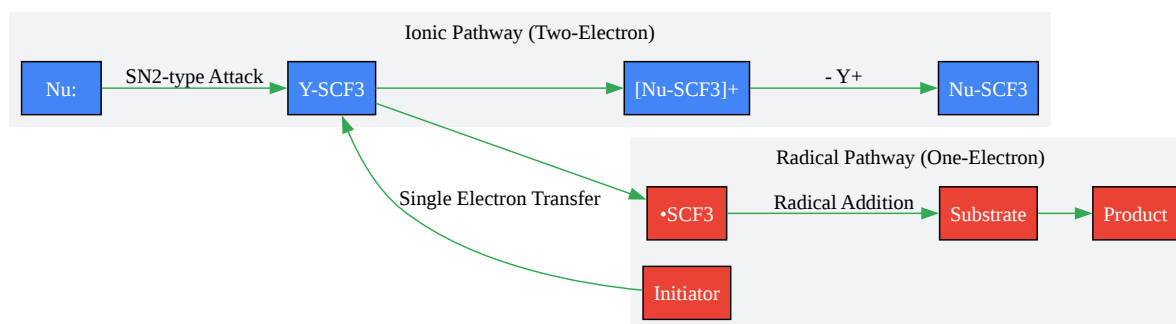 Ionic Pathway (Two-Electron)
Nu:
SN2-type Attack
Y-SCF3
[Nu-SCF3]+
- Y+
Nu-SCF3
Radical Pathway (One-Electron)
Single Electron Transfer
•SCF3
Radical Addition
Substrate
Product
Initiator